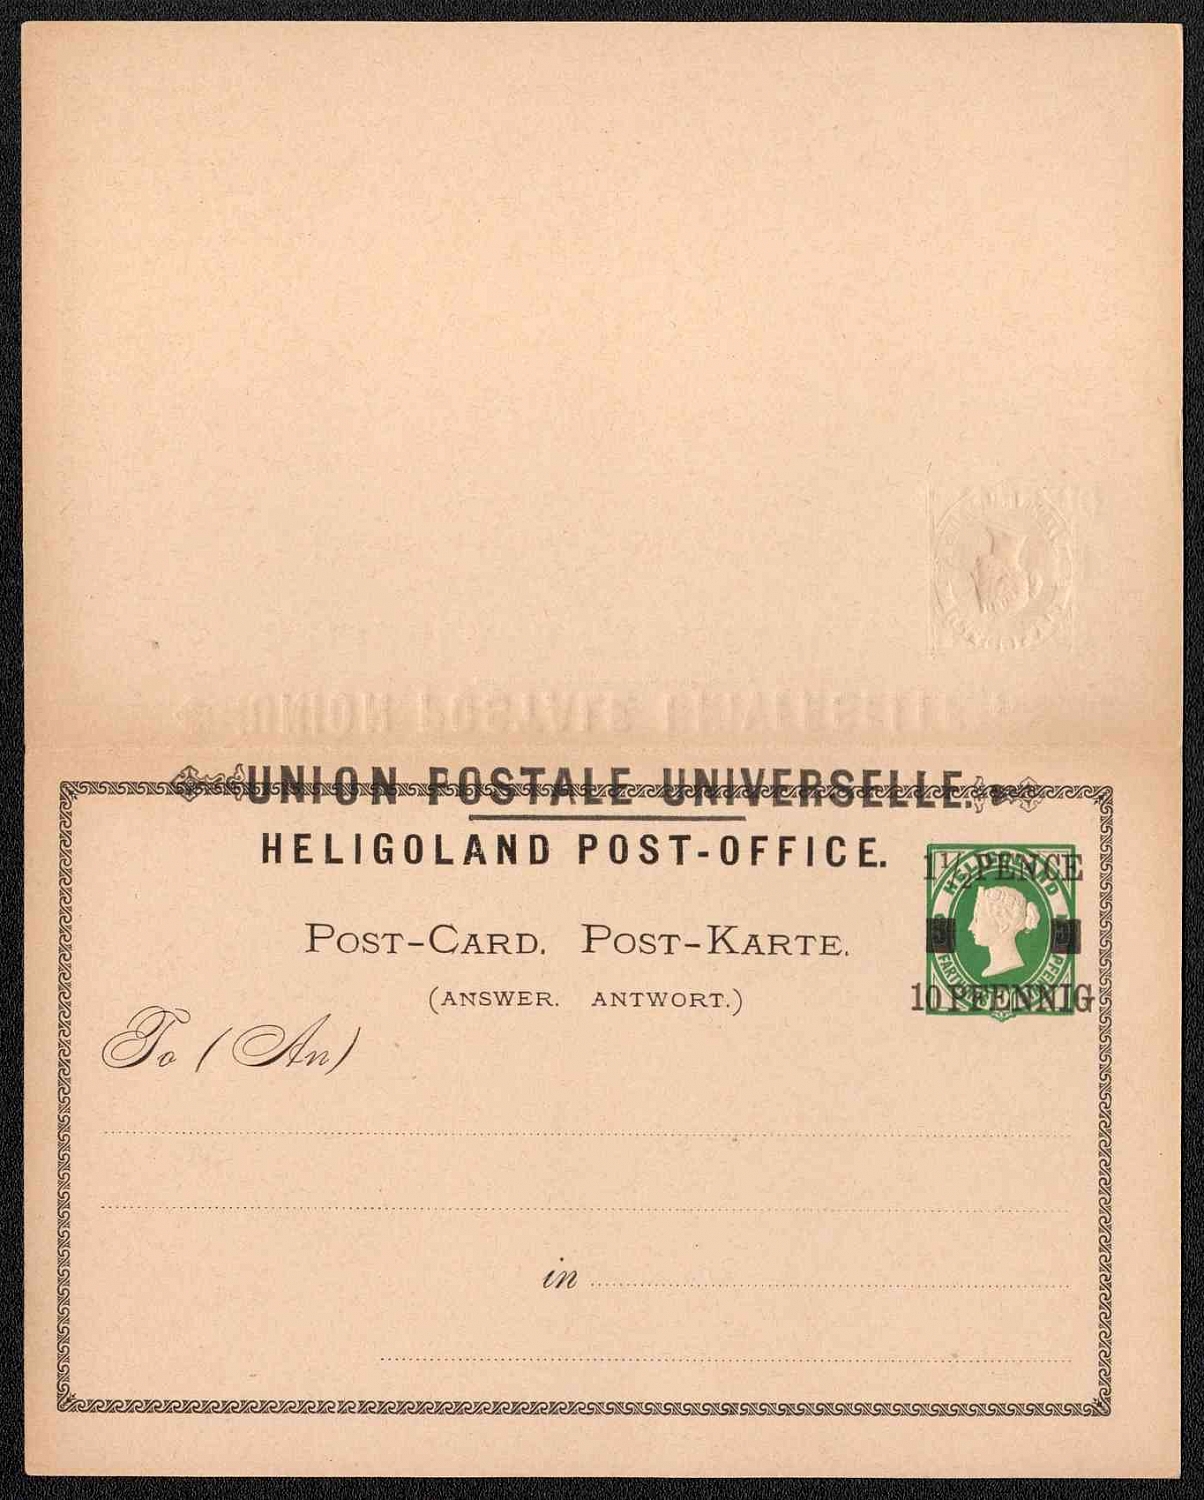 UNION POSTALE UNIVERSELLE.
HELIGOLAND POST-OFFICE.
1½ PENCE
HELIGOLAND
POST-CARD. POST-KARTE.
10 PFENNIG
(ANSWER. ANTWORT.)
To (An)
in